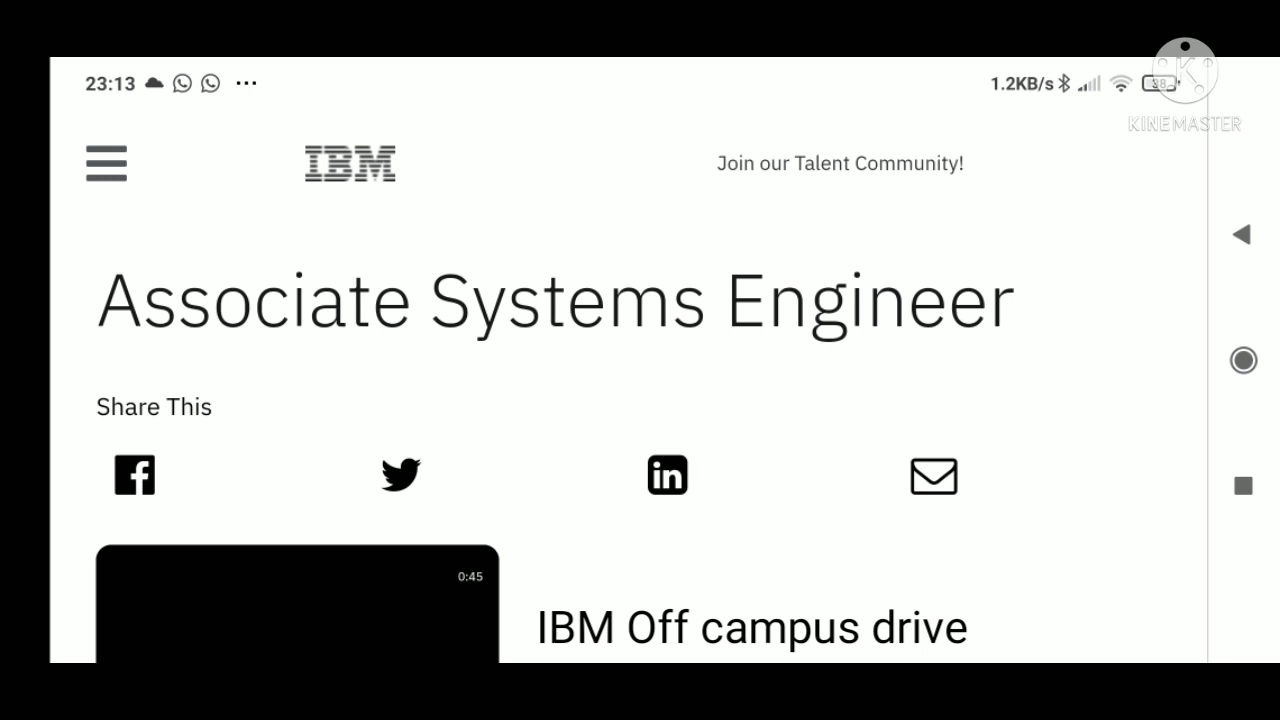 23:13
1.2KB/s
38
KINEMASTER
IBM
Join our Talent Community!
Associate Systems Engineer
Share This
0:45
IBM Off campus drive